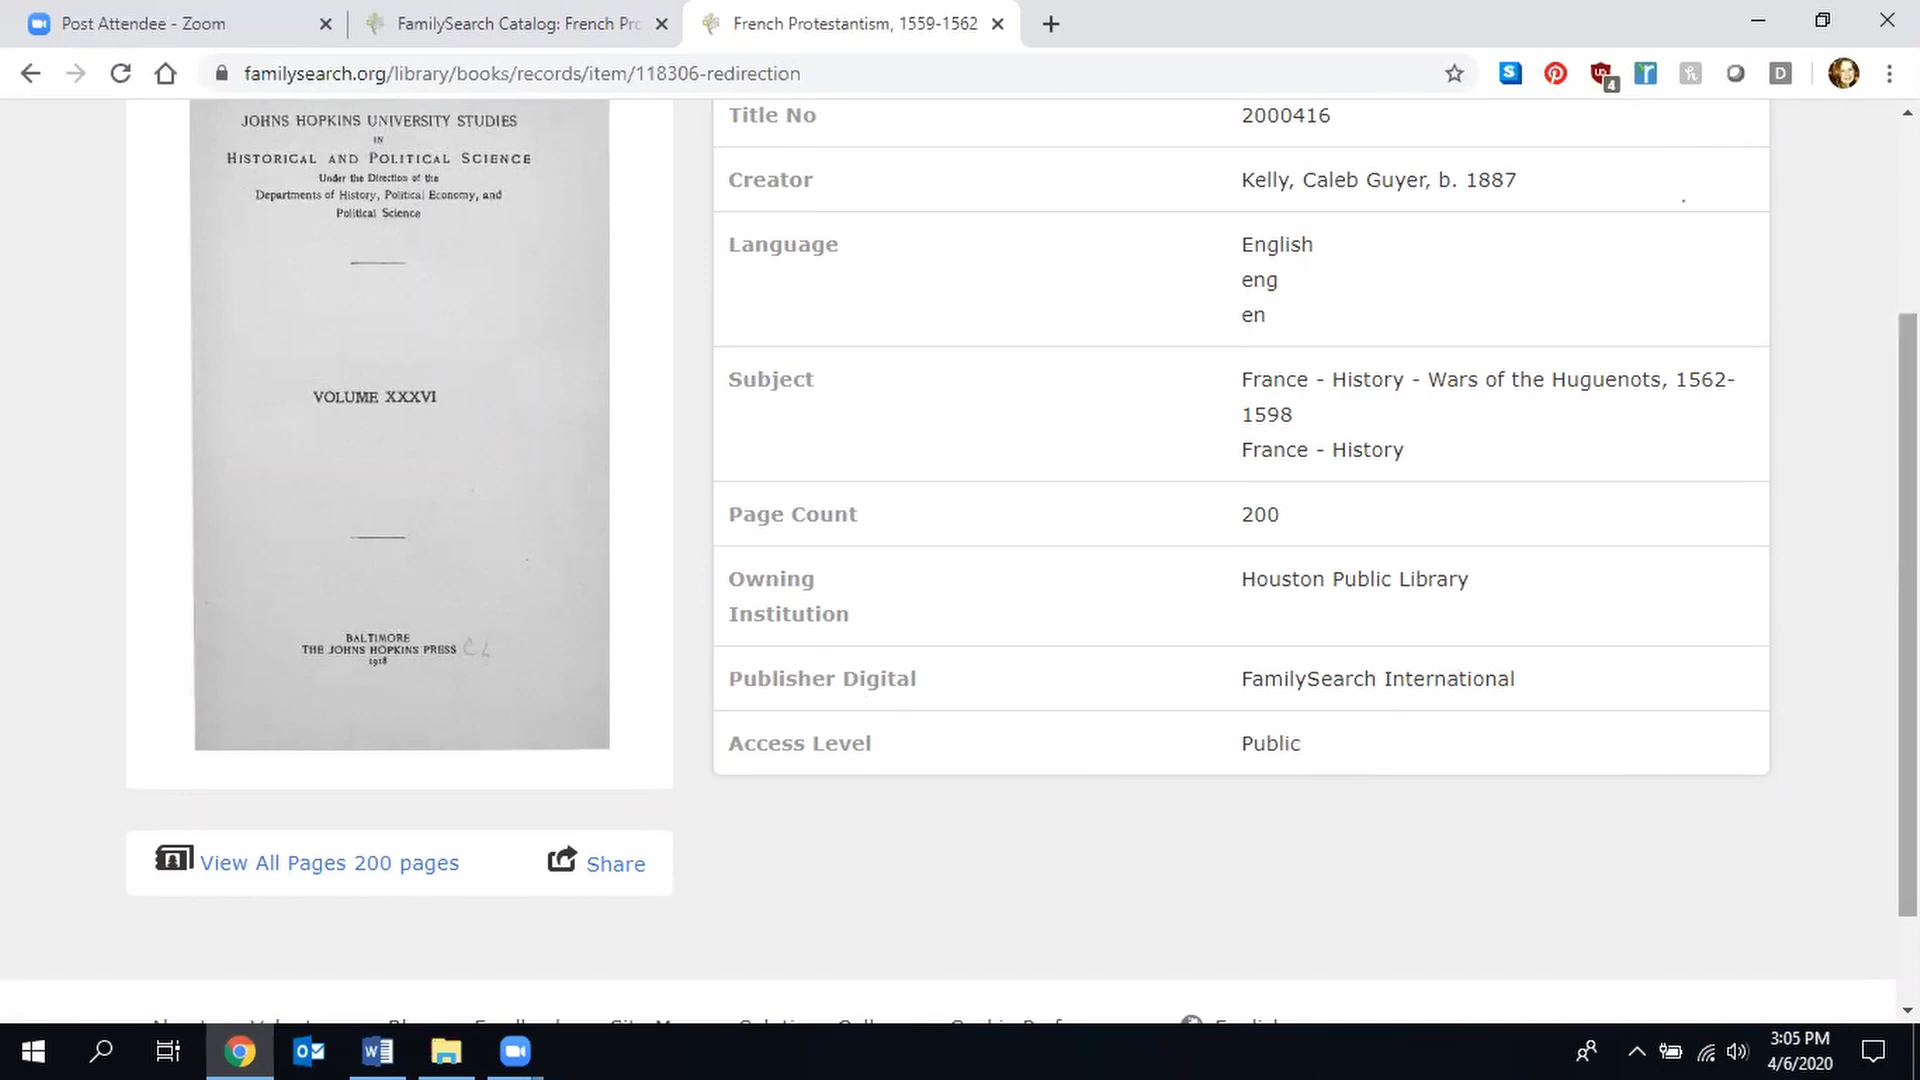 Post Attendee - Zoom
FamilySearch Catalog: French Pro
French Protestantism, 1559-1562
familysearch.org/library/books/records/item/118306-redirection
4
D
JOHNS HOPKINS UNIVERSITY STUDIES
IN
HISTORICAL AND POLITICAL SCIENCE
Under the Direction of the
Departments of History, Political Economy, and
Political Science
VOLUME XXXVI
BALTIMORE
THE JOHNS HOPKINS PRESS
1918
Title No 2000416
Creator Kelly, Caleb Guyer, b. 1887
Language English
eng
en
Subject France - History - Wars of the Huguenots, 1562-
1598
France - History
Page Count 200
Owning Houston Public Library
Institution
Publisher Digital FamilySearch International
Access Level Public
View All Pages 200 pages
Share
3:05 PM
4/6/2020